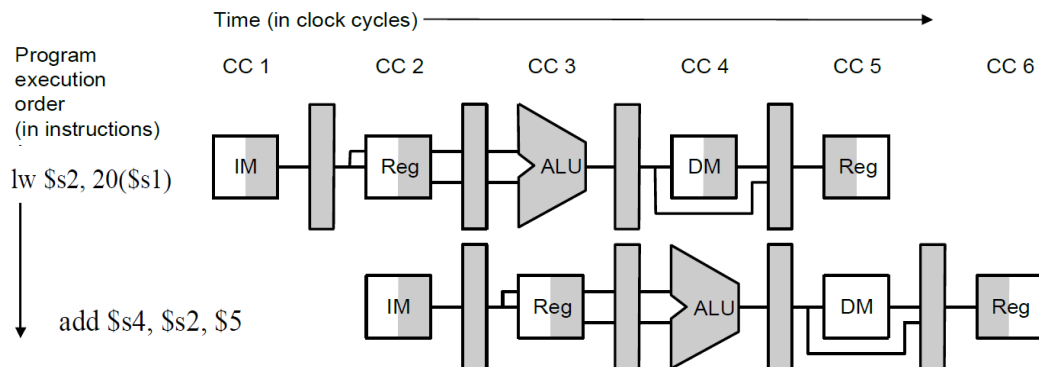 Time (in clock cycles)
Program
execution
order
(in instructions)
CC 1 CC 2 CC 3 CC 4 CC 5 CC 6
IM Reg ALU DM Reg
lw $s2, 20($s1)
IM Reg ALU DM Reg
add $s4, $s2, $5